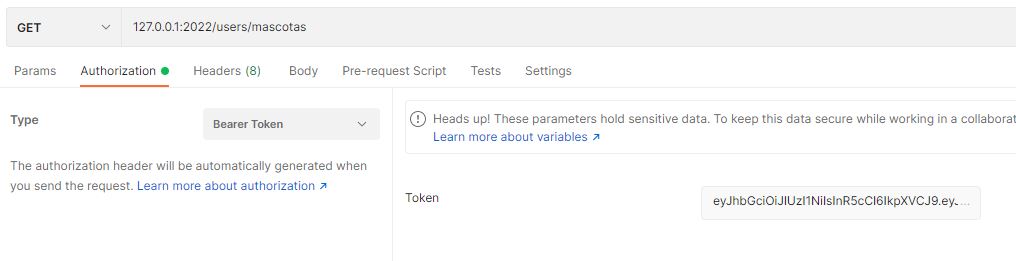 GET 127.0.0.1:2022/users/mascotas
Params Authorization Headers (8) Body Pre-request Script Tests Settings
Type
Bearer Token
The authorization header will be automatically generated when
you send the request. Learn more about authorization ↗
Heads up! These parameters hold sensitive data. To keep this data secure while working in a collaborat
Learn more about variables ↗
Token
eyJhbGciOiJIUzI1NiIsInR5cCI6IkpXVCJ9.eyJ...